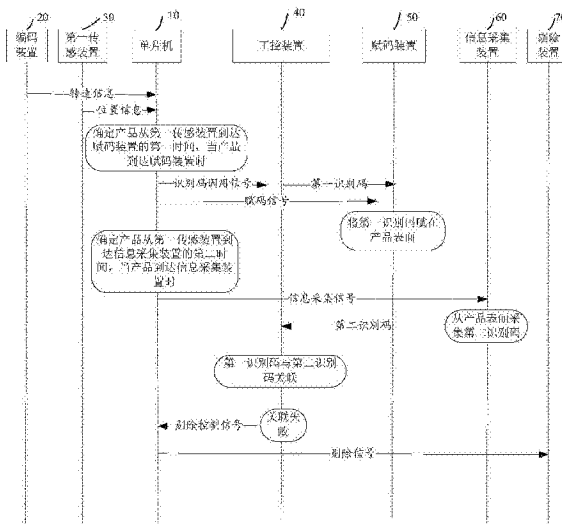 20
30
10
40
50
60
70
编码
装置
第一传
感装置
单片机
工控装置
赋码装置
信息采集
装置
剔除
装置
转速信息
位置信息
确定产品从第一传感装置到达
赋码装置的第一时间，当产品
到达赋码装置时
识别码调用信号
第一识别码
赋码信号
将第一识别码赋在
产品表面
确定产品从第一传感装置到
达信息采集装置的第二时
间，当产品到达信息采集装
置时
信息采集信号
从产品表面采
集第二识别码
第二识别码
第一识别码与第二识别
码关联
关联失
败
剔除控制信号
剔除信号